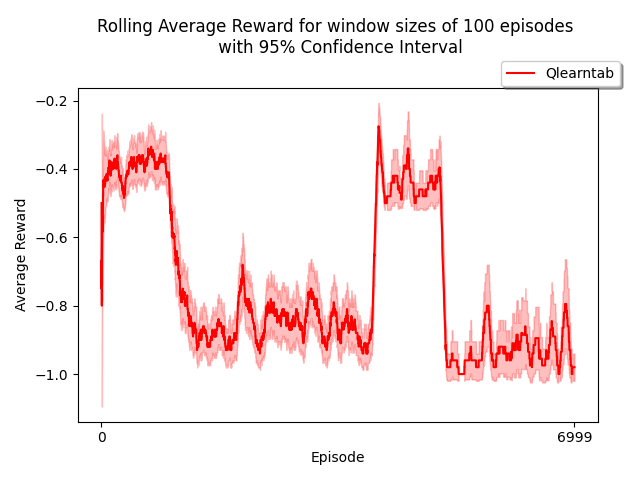 Rolling Average Reward for window sizes of 100 episodes
with 95% Confidence Interval
Qlearntab
−0.2
−0.4
−0.6
−0.8
−1.0
Average Reward
0
6999
Episode